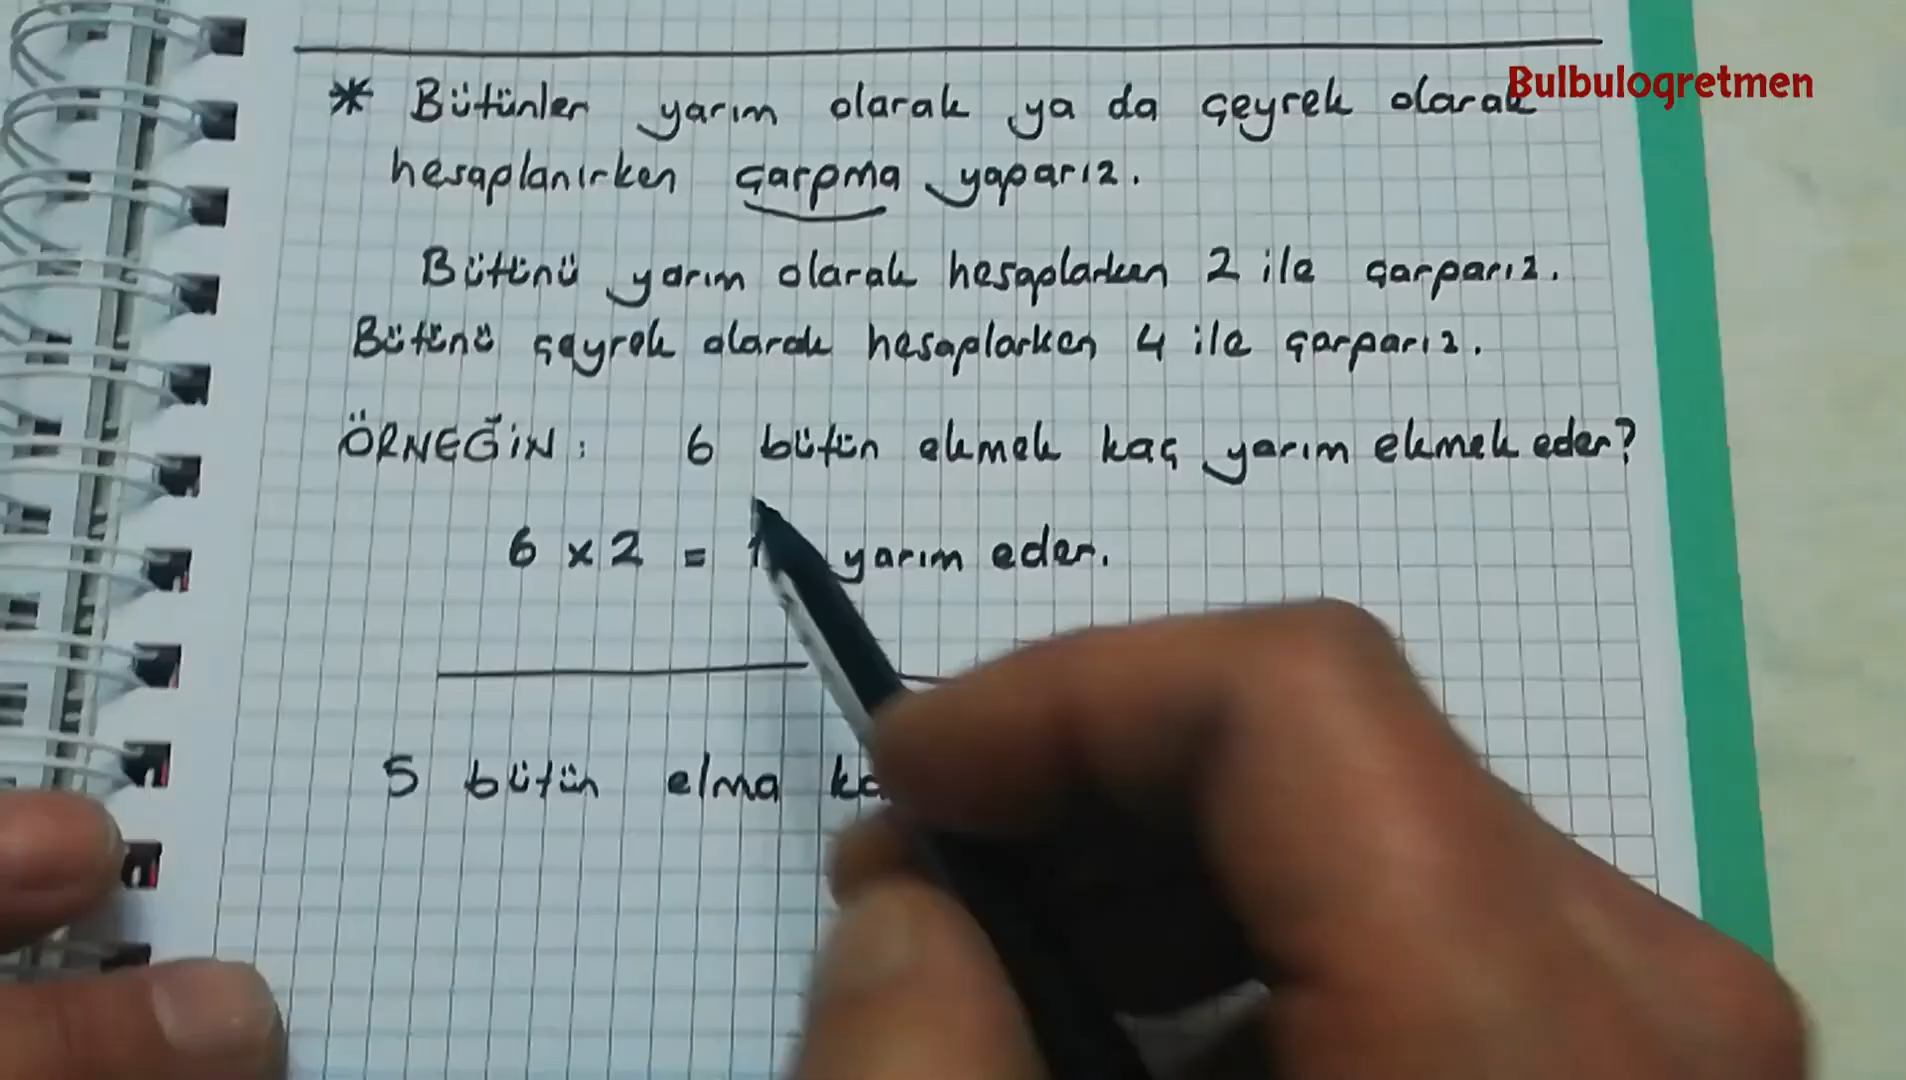 Bulbulogretmen
* Bütünler yarım olarak ya da çeyrek olarak
hesaplanırken çarpma yaparız.
Bütünü yarım olarak hesaplarken 2 ile çarparız.
Bütünü çeyrek olarak hesaplarken 4 ile çarparız.
ÖRNEĞİN: 6 bütün ekmek kaç yarım ekmek eder?
6 x 2 = yarım eder.
5 bütün elma